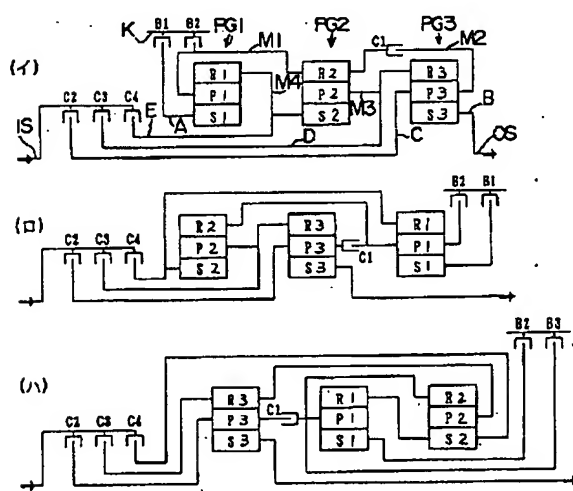 K B1 B2 PG1 PG2 PG3
M1 C1 M2
(イ) R1 M4 R2 R3
P1 P2 P3 B
C2 C3 C4 E A S1 S2 M3 S3
IS D C OS
B2 B1
(ロ) R2 R3 R1
C2 C3 C4 P2 P3 C1 P1
S2 S3 S1
B2 B3
(ハ) R3 R1 R2
C2 C3 C4 P3 C1 P1 P2
S3 S1 S2